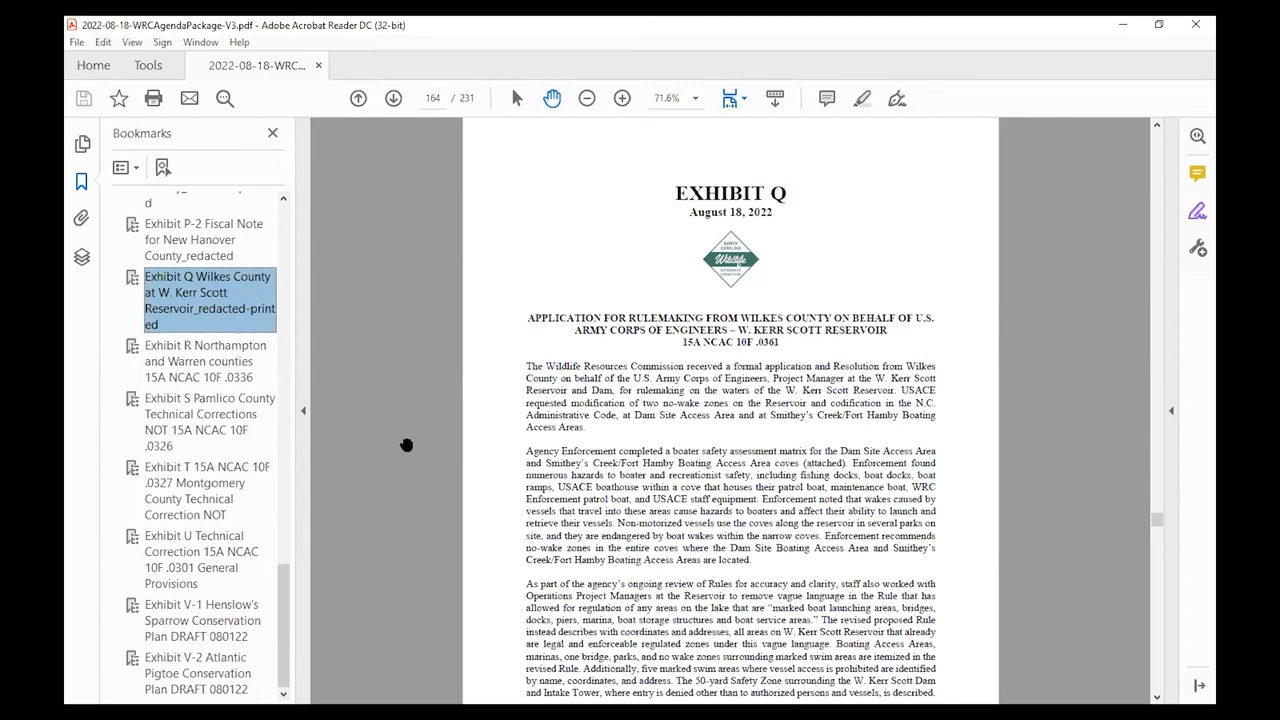 2022-08-18-WRCAgendaPackage-V3.pdf - Adobe Acrobat Reader DC (32-bit)
File Edit View Sign Window Help
Home Tools 2022-08-18-WRC... ×
164 / 231 71.6%
Bookmarks
d
Exhibit P-2 Fiscal Note
for New Hanover
County_redacted
Exhibit Q Wilkes County
at W. Kerr Scott
Reservoir_redacted-print
ed
Exhibit R Northampton
and Warren counties
15A NCAC 10F .0336
Exhibit S Pamlico County
Technical Corrections
NOT 15A NCAC 10F
.0326
Exhibit T 15A NCAC 10F
.0327 Montgomery
County Technical
Correction NOT
Exhibit U Technical
Correction 15A NCAC
10F .0301 General
Provisions
Exhibit V-1 Henslow's
Sparrow Conservation
Plan DRAFT 080122
Exhibit V-2 Atlantic
Pigtoe Conservation
Plan DRAFT 080122
EXHIBIT Q
August 18, 2022
NORTH
CAROLINA
Wildlife
APPLICATION FOR RULEMAKING FROM WILKES COUNTY ON BEHALF OF U.S.
ARMY CORPS OF ENGINEERS – W. KERR SCOTT RESERVOIR
15A NCAC 10F .0361
The Wildlife Resources Commission received a formal application and Resolution from Wilkes
County on behalf of the U.S. Army Corps of Engineers, Project Manager at the W. Kerr Scott
Reservoir and Dam, for rulemaking on the waters of the W. Kerr Scott Reservoir. USACE
requested modification of two no-wake zones on the Reservoir and codification in the N.C.
Administrative Code, at Dam Site Access Area and at Smithey's Creek/Fort Hamby Boating
Access Areas.
Agency Enforcement completed a boater safety assessment matrix for the Dam Site Access Area
and Smithey's Creek/Fort Hamby Boating Access Area coves (attached). Enforcement found
numerous hazards to boater and recreationist safety, including fishing docks, boat docks, boat
ramps, USACE boathouse within a cove that houses their patrol boat, maintenance boat, WRC
Enforcement patrol boat, and USACE staff equipment. Enforcement noted that wakes caused by
vessels that travel into these areas cause hazards to boaters and affect their ability to launch and
retrieve their vessels. Non-motorized vessels use the coves along the reservoir in several parks on
site, and they are endangered by boat wakes within the narrow coves. Enforcement recommends
no-wake zones in the entire coves where the Dam Site Boating Access Area and Smithey's
Creek/Fort Hamby Boating Access Areas are located.
As part of the agency's ongoing review of Rules for accuracy and clarity, staff also worked with
Operations Project Managers at the Reservoir to remove vague language in the Rule that has
allowed for regulation of any areas on the lake that are “marked boat launching areas, bridges,
docks, piers, marina, boat storage structures and boat service areas.” The revised proposed Rule
instead describes with coordinates and addresses, all areas on W. Kerr Scott Reservoir that already
are legal and enforceable regulated zones under this vague language. Boating Access Areas,
marinas, one bridge, parks, and no wake zones surrounding marked swim areas are itemized in the
revised Rule. Additionally, five marked swim areas where vessel access is prohibited are identified
by name, coordinates, and address. The 50-yard Safety Zone surrounding the W. Kerr Scott Dam
and Intake Tower, where entry is denied other than to authorized persons and vessels, is described.